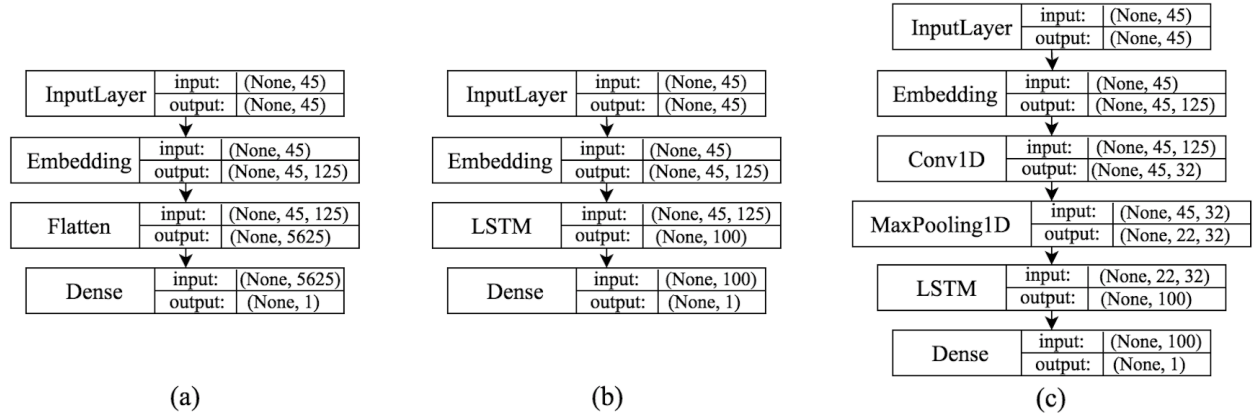 InputLayer input: (None, 45)
output: (None, 45)
Embedding input: (None, 45)
output: (None, 45, 125)
Flatten input: (None, 45, 125)
output: (None, 5625)
Dense input: (None, 5625)
output: (None, 1)
(a)
InputLayer input: (None, 45)
output: (None, 45)
Embedding input: (None, 45)
output: (None, 45, 125)
LSTM input: (None, 45, 125)
output: (None, 100)
Dense input: (None, 100)
output: (None, 1)
(b)
InputLayer input: (None, 45)
output: (None, 45)
Embedding input: (None, 45)
output: (None, 45, 125)
Conv1D input: (None, 45, 125)
output: (None, 45, 32)
MaxPooling1D input: (None, 45, 32)
output: (None, 22, 32)
LSTM input: (None, 22, 32)
output: (None, 100)
Dense input: (None, 100)
output: (None, 1)
(c)